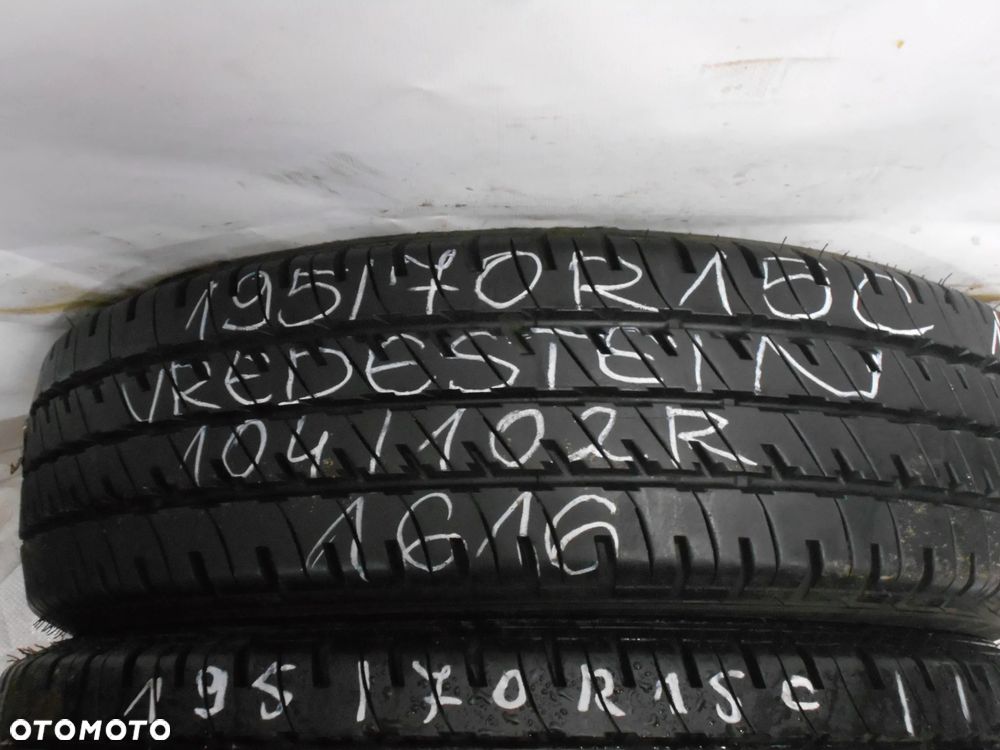 195/70R15C
VREDESTEIN
104/102R
1616
195/70R15C
OTOMOTO